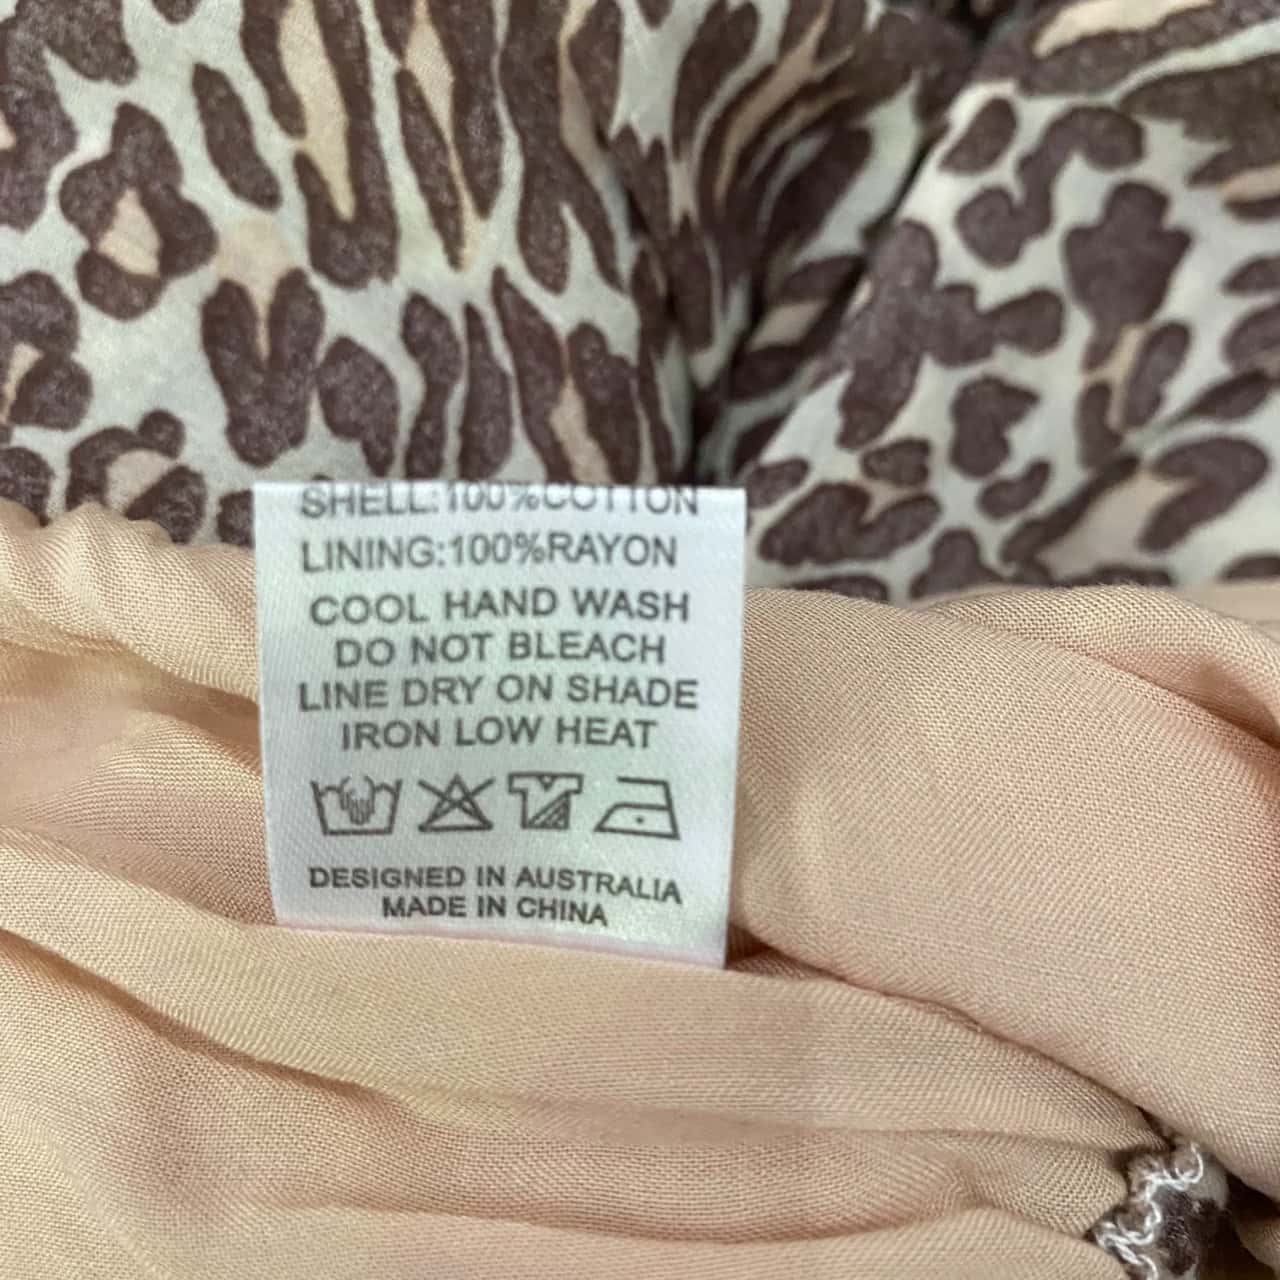 SHELL:100%COTTON
LINING:100%RAYON
COOL HAND WASH
DO NOT BLEACH
LINE DRY ON SHADE
IRON LOW HEAT
DESIGNED IN AUSTRALIA
MADE IN CHINA